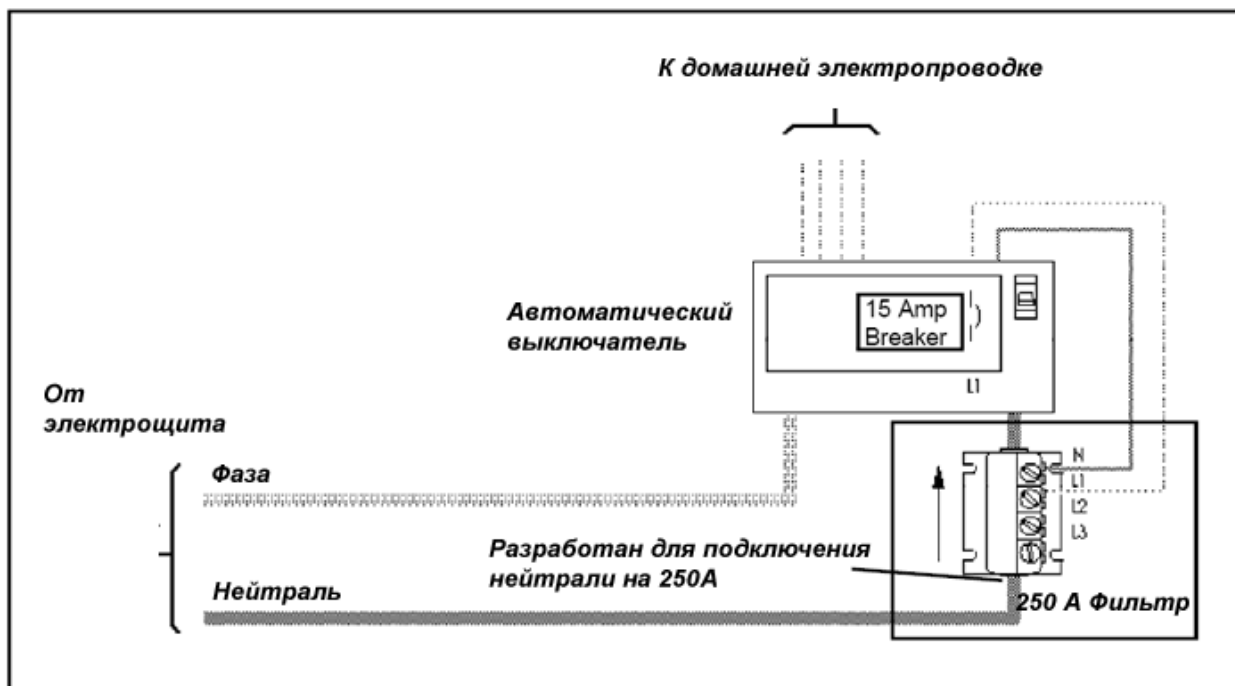 К домашней электропроводке
Автоматический
выключатель
15 Amp
Breaker
L1
От
электрощита
Фаза
N
L1
L2
L3
Разработан для подключения
нейтрали на 250А
Нейтраль
250 А Фильтр